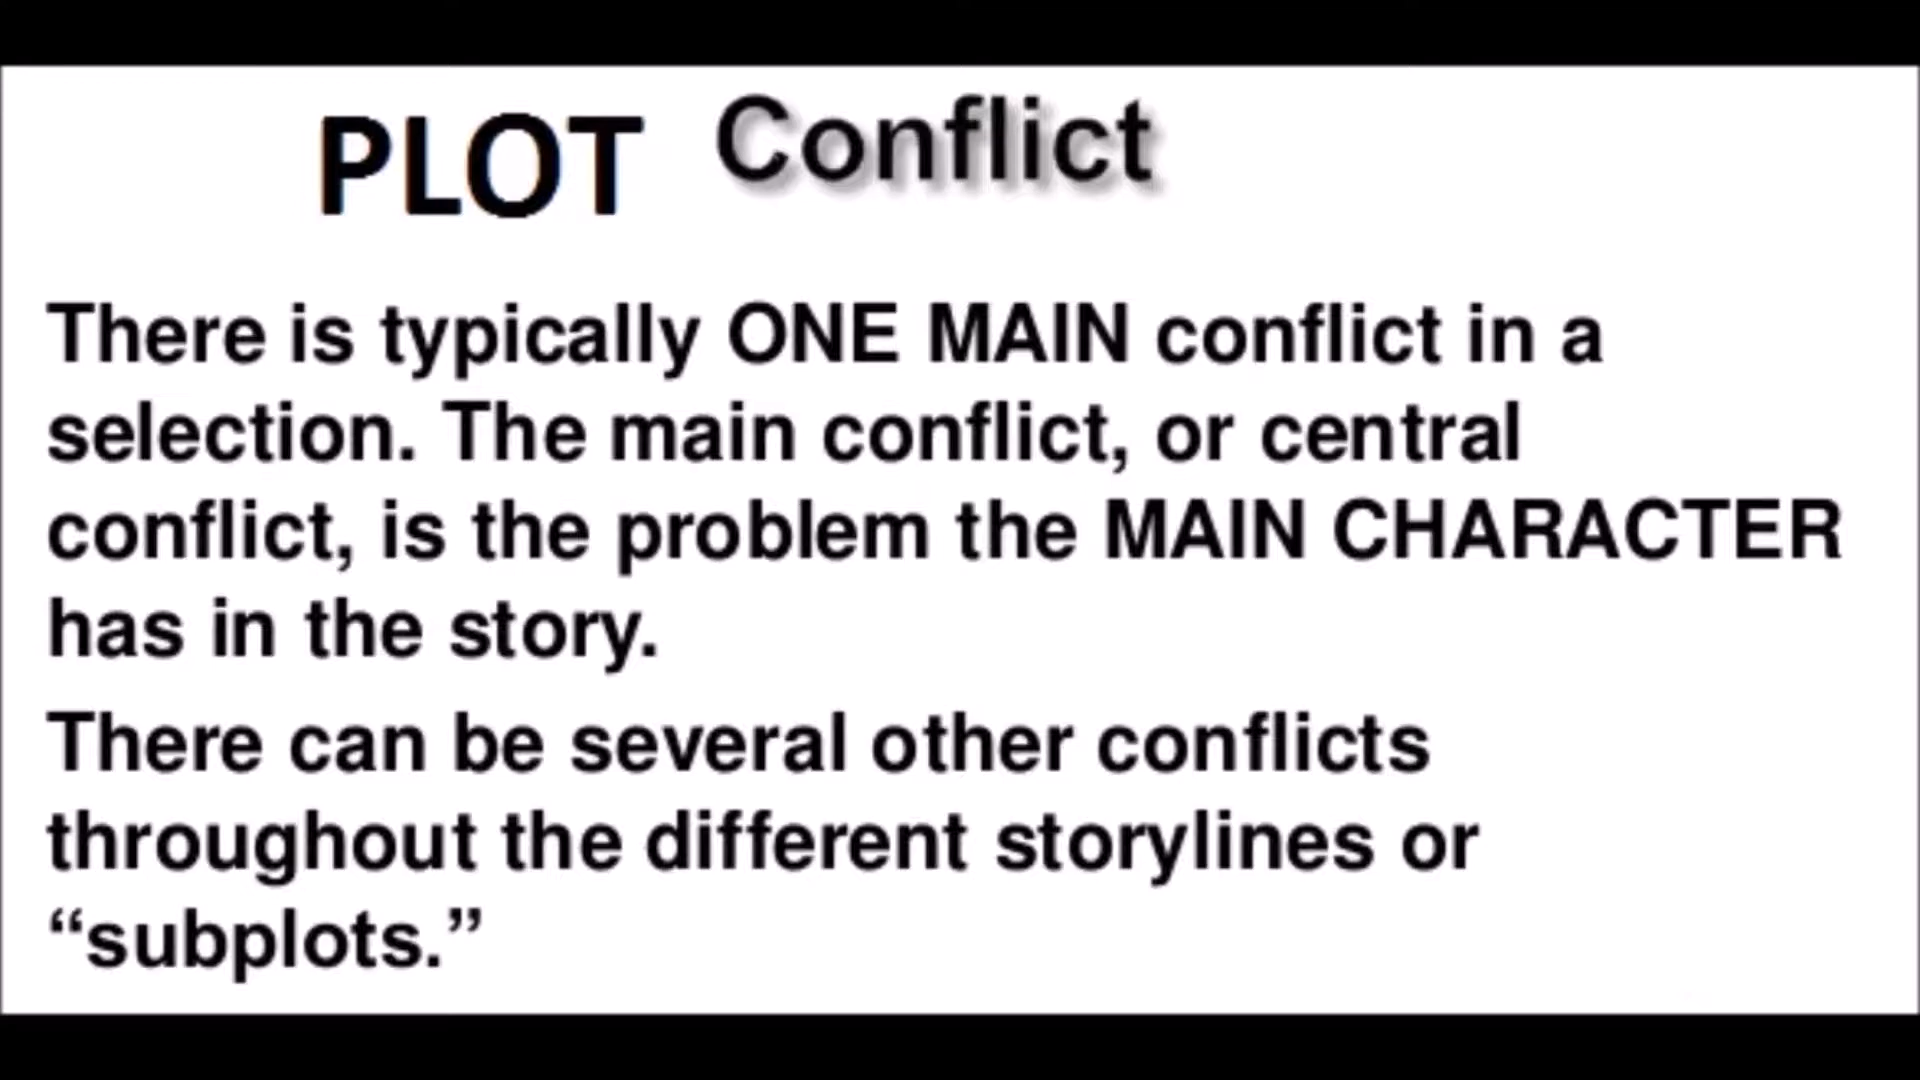 PLOT Conflict
There is typically ONE MAIN conflict in a
selection. The main conflict, or central
conflict, is the problem the MAIN CHARACTER
has in the story.
There can be several other conflicts
throughout the different storylines or
“subplots.”